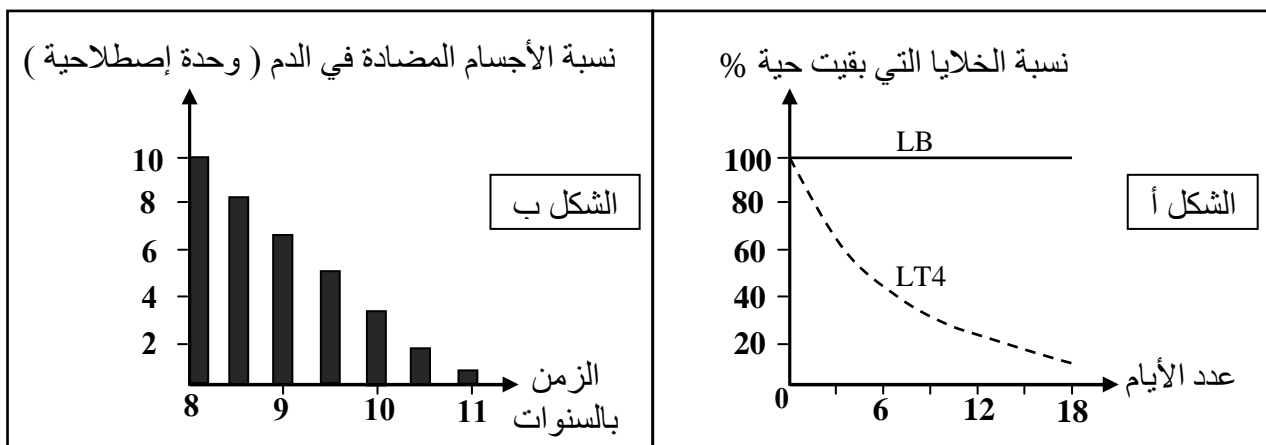 نسبة الخلايا التي بقيت حية %
الشكل أ
LB
LT4
100
80
60
40
20
0
6
12
18
عدد الأيام
نسبة الأجسام المضادة في الدم ( وحدة إصطلاحية )
الشكل ب
10
8
6
4
2
8
9
10
11
الزمن
بالسنوات